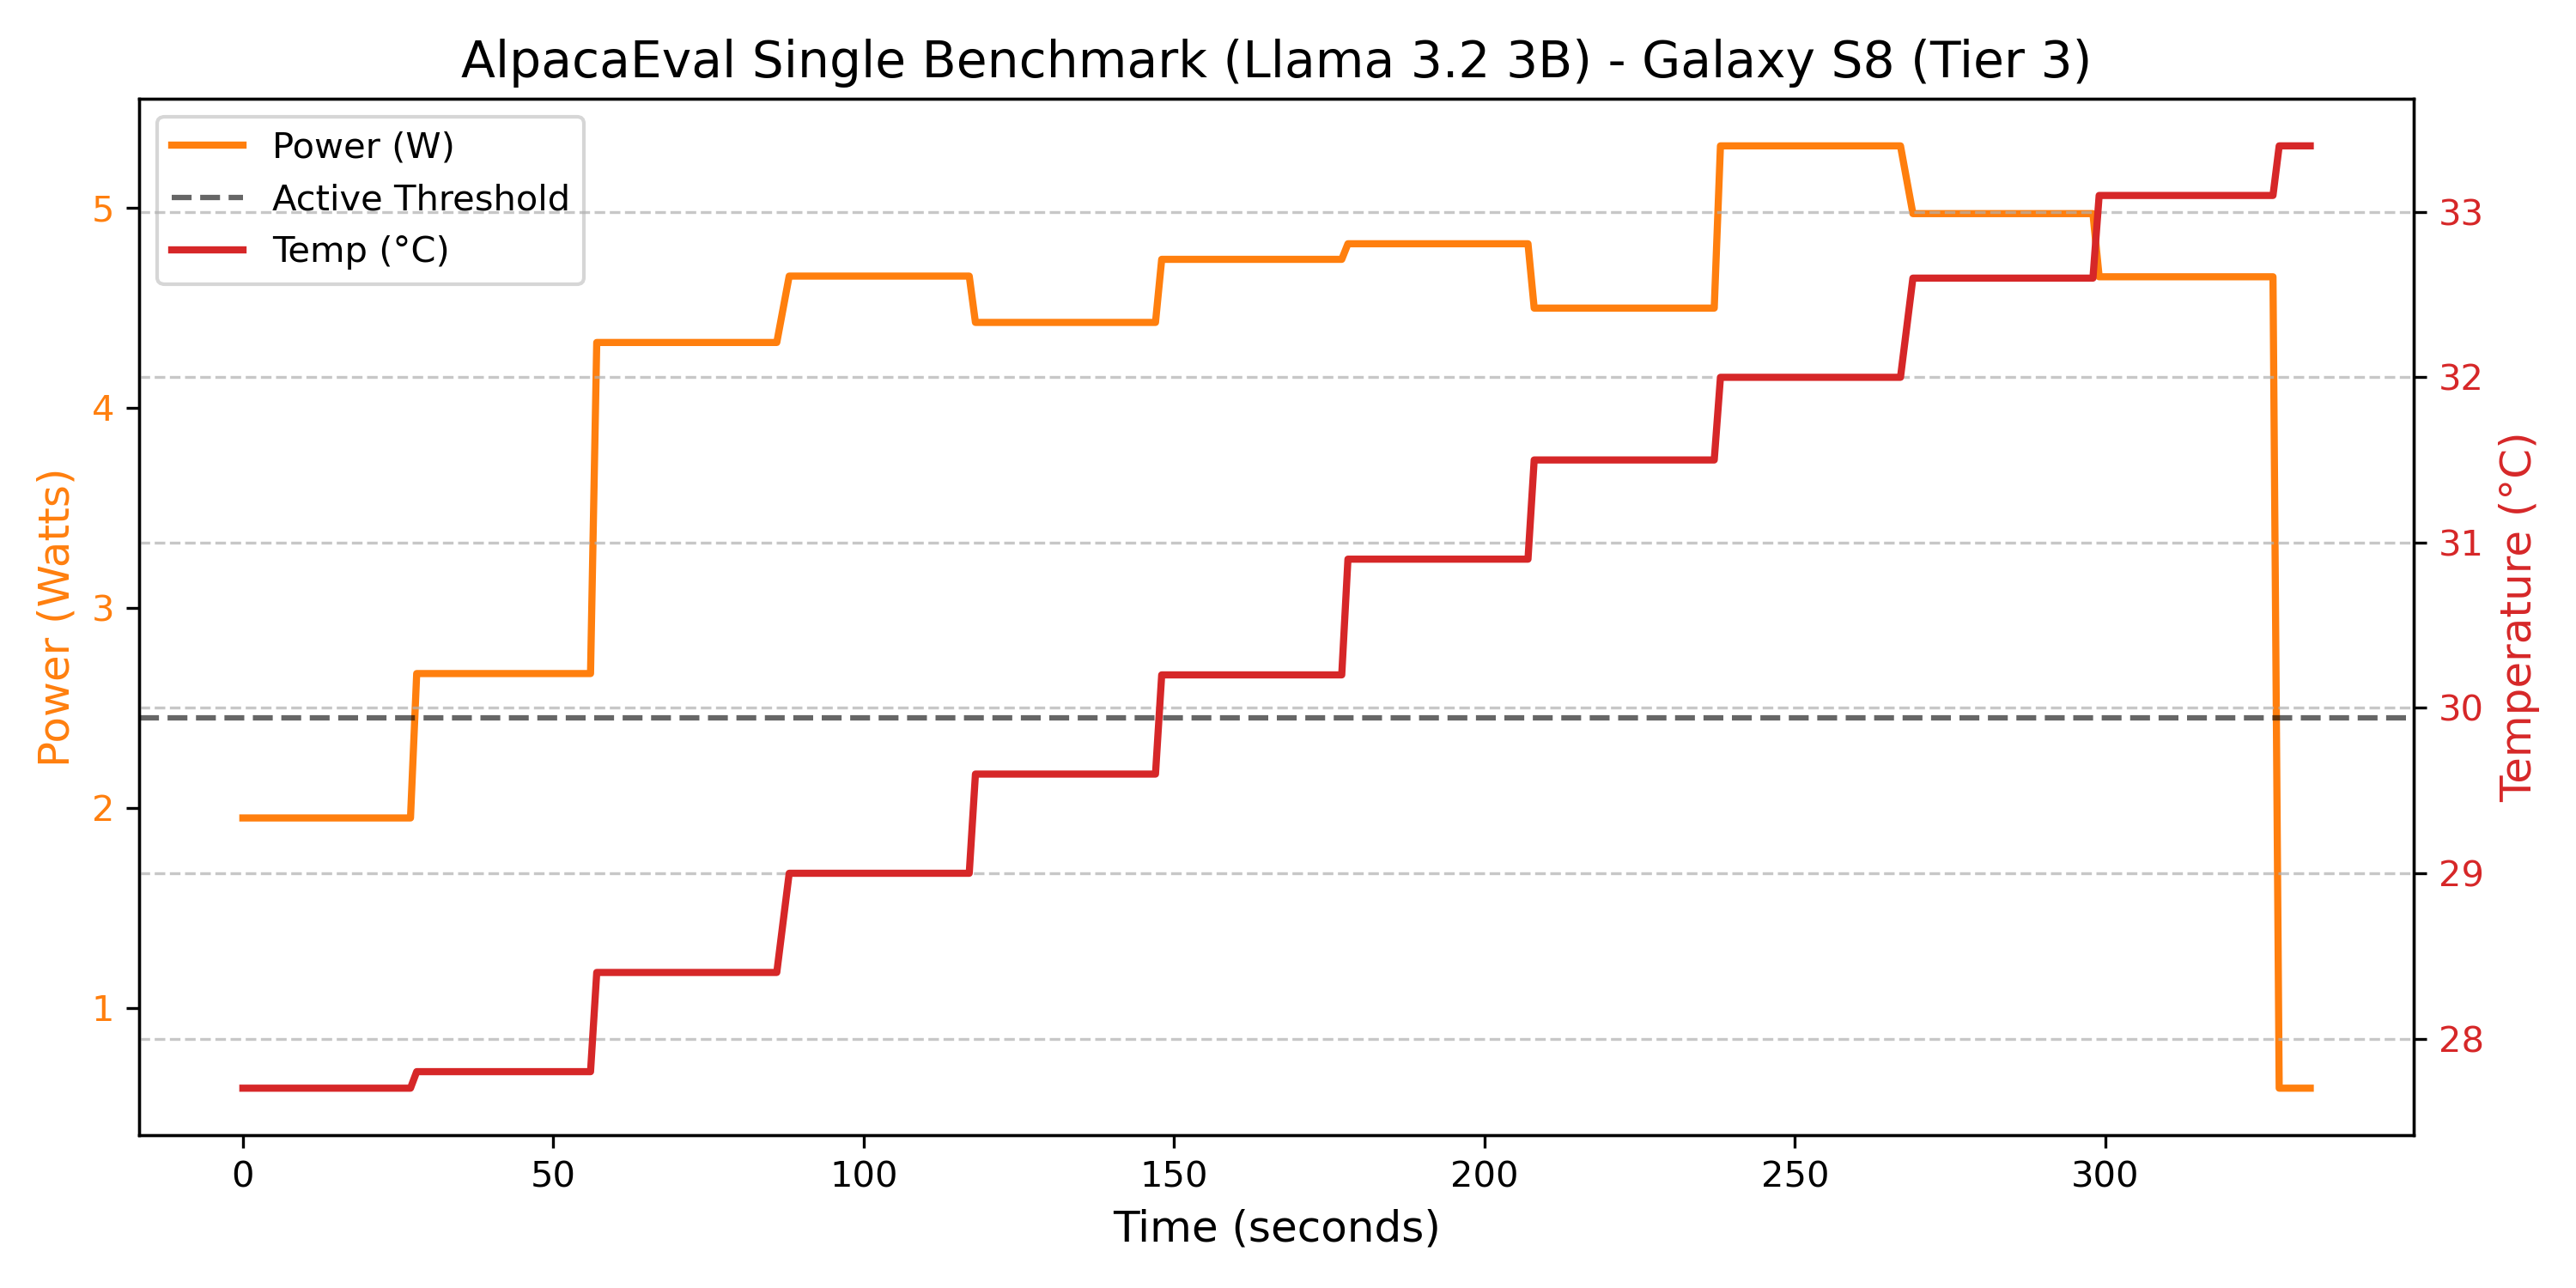 AlpacaEval Single Benchmark (Llama 3.2 3B) - Galaxy S8 (Tier 3)
Power (W)
Active Threshold
Temp (°C)
Power (Watts)
5
4
3
2
1
33
32
31
30
29
28
Temperature (°C)
0 50 100 150 200 250 300
Time (seconds)